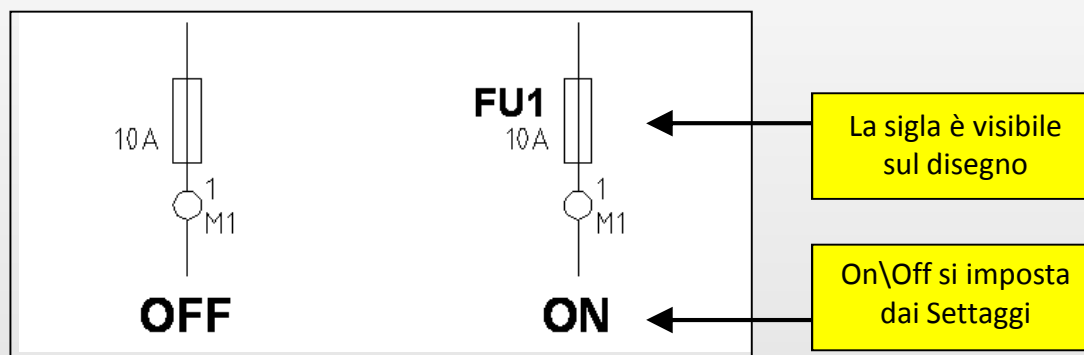 10A
1
M1
OFF
FU1
10A
1
M1
ON
La sigla è visibile
sul disegno
On\Off si imposta
dai Settaggi